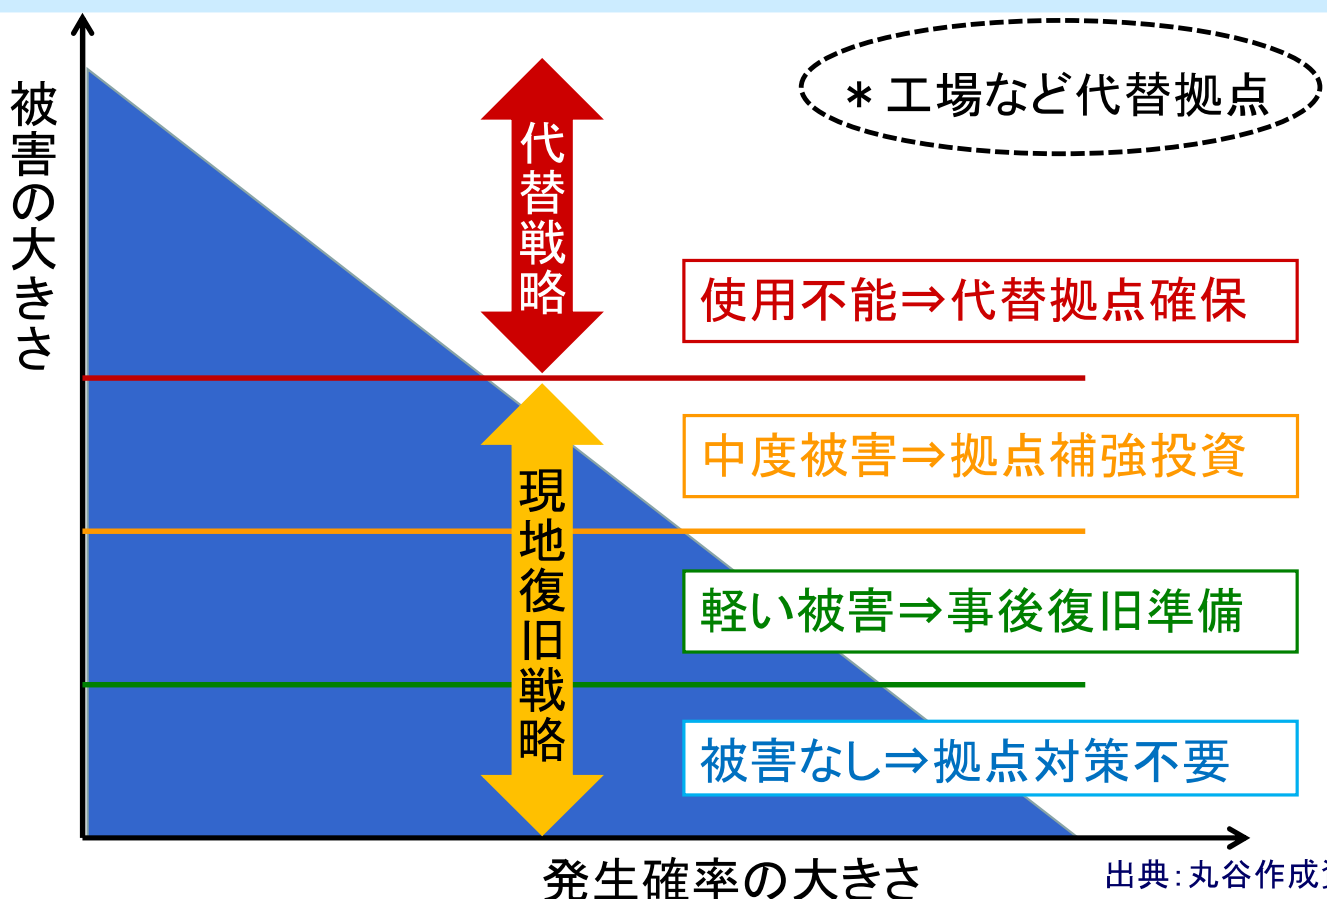 ＊工場など代替拠点
被害の大きさ
代替戦略
使用不能⇒代替拠点確保
中度被害⇒拠点補強投資
現地復旧戦略
軽い被害⇒事後復旧準備
被害なし⇒拠点対策不要
発生確率の大きさ
出典：丸谷作成